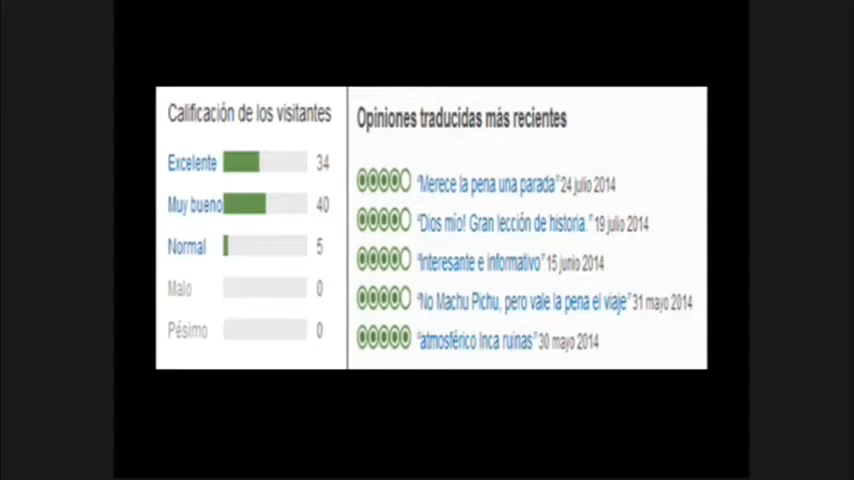 Calificación de los visitantes
Excelente 34
Muy bueno 40
Normal 5
Malo 0
Pésimo 0
Opiniones traducidas más recientes
“Merece la pena una parada” 24 julio 2014
“Dios mío! Gran lección de historia.” 19 julio 2014
“Interesante e informativo” 15 junio 2014
“No Machu Pichu, pero vale la pena el viaje” 31 mayo 2014
“atmosférico Inca ruinas” 30 mayo 2014